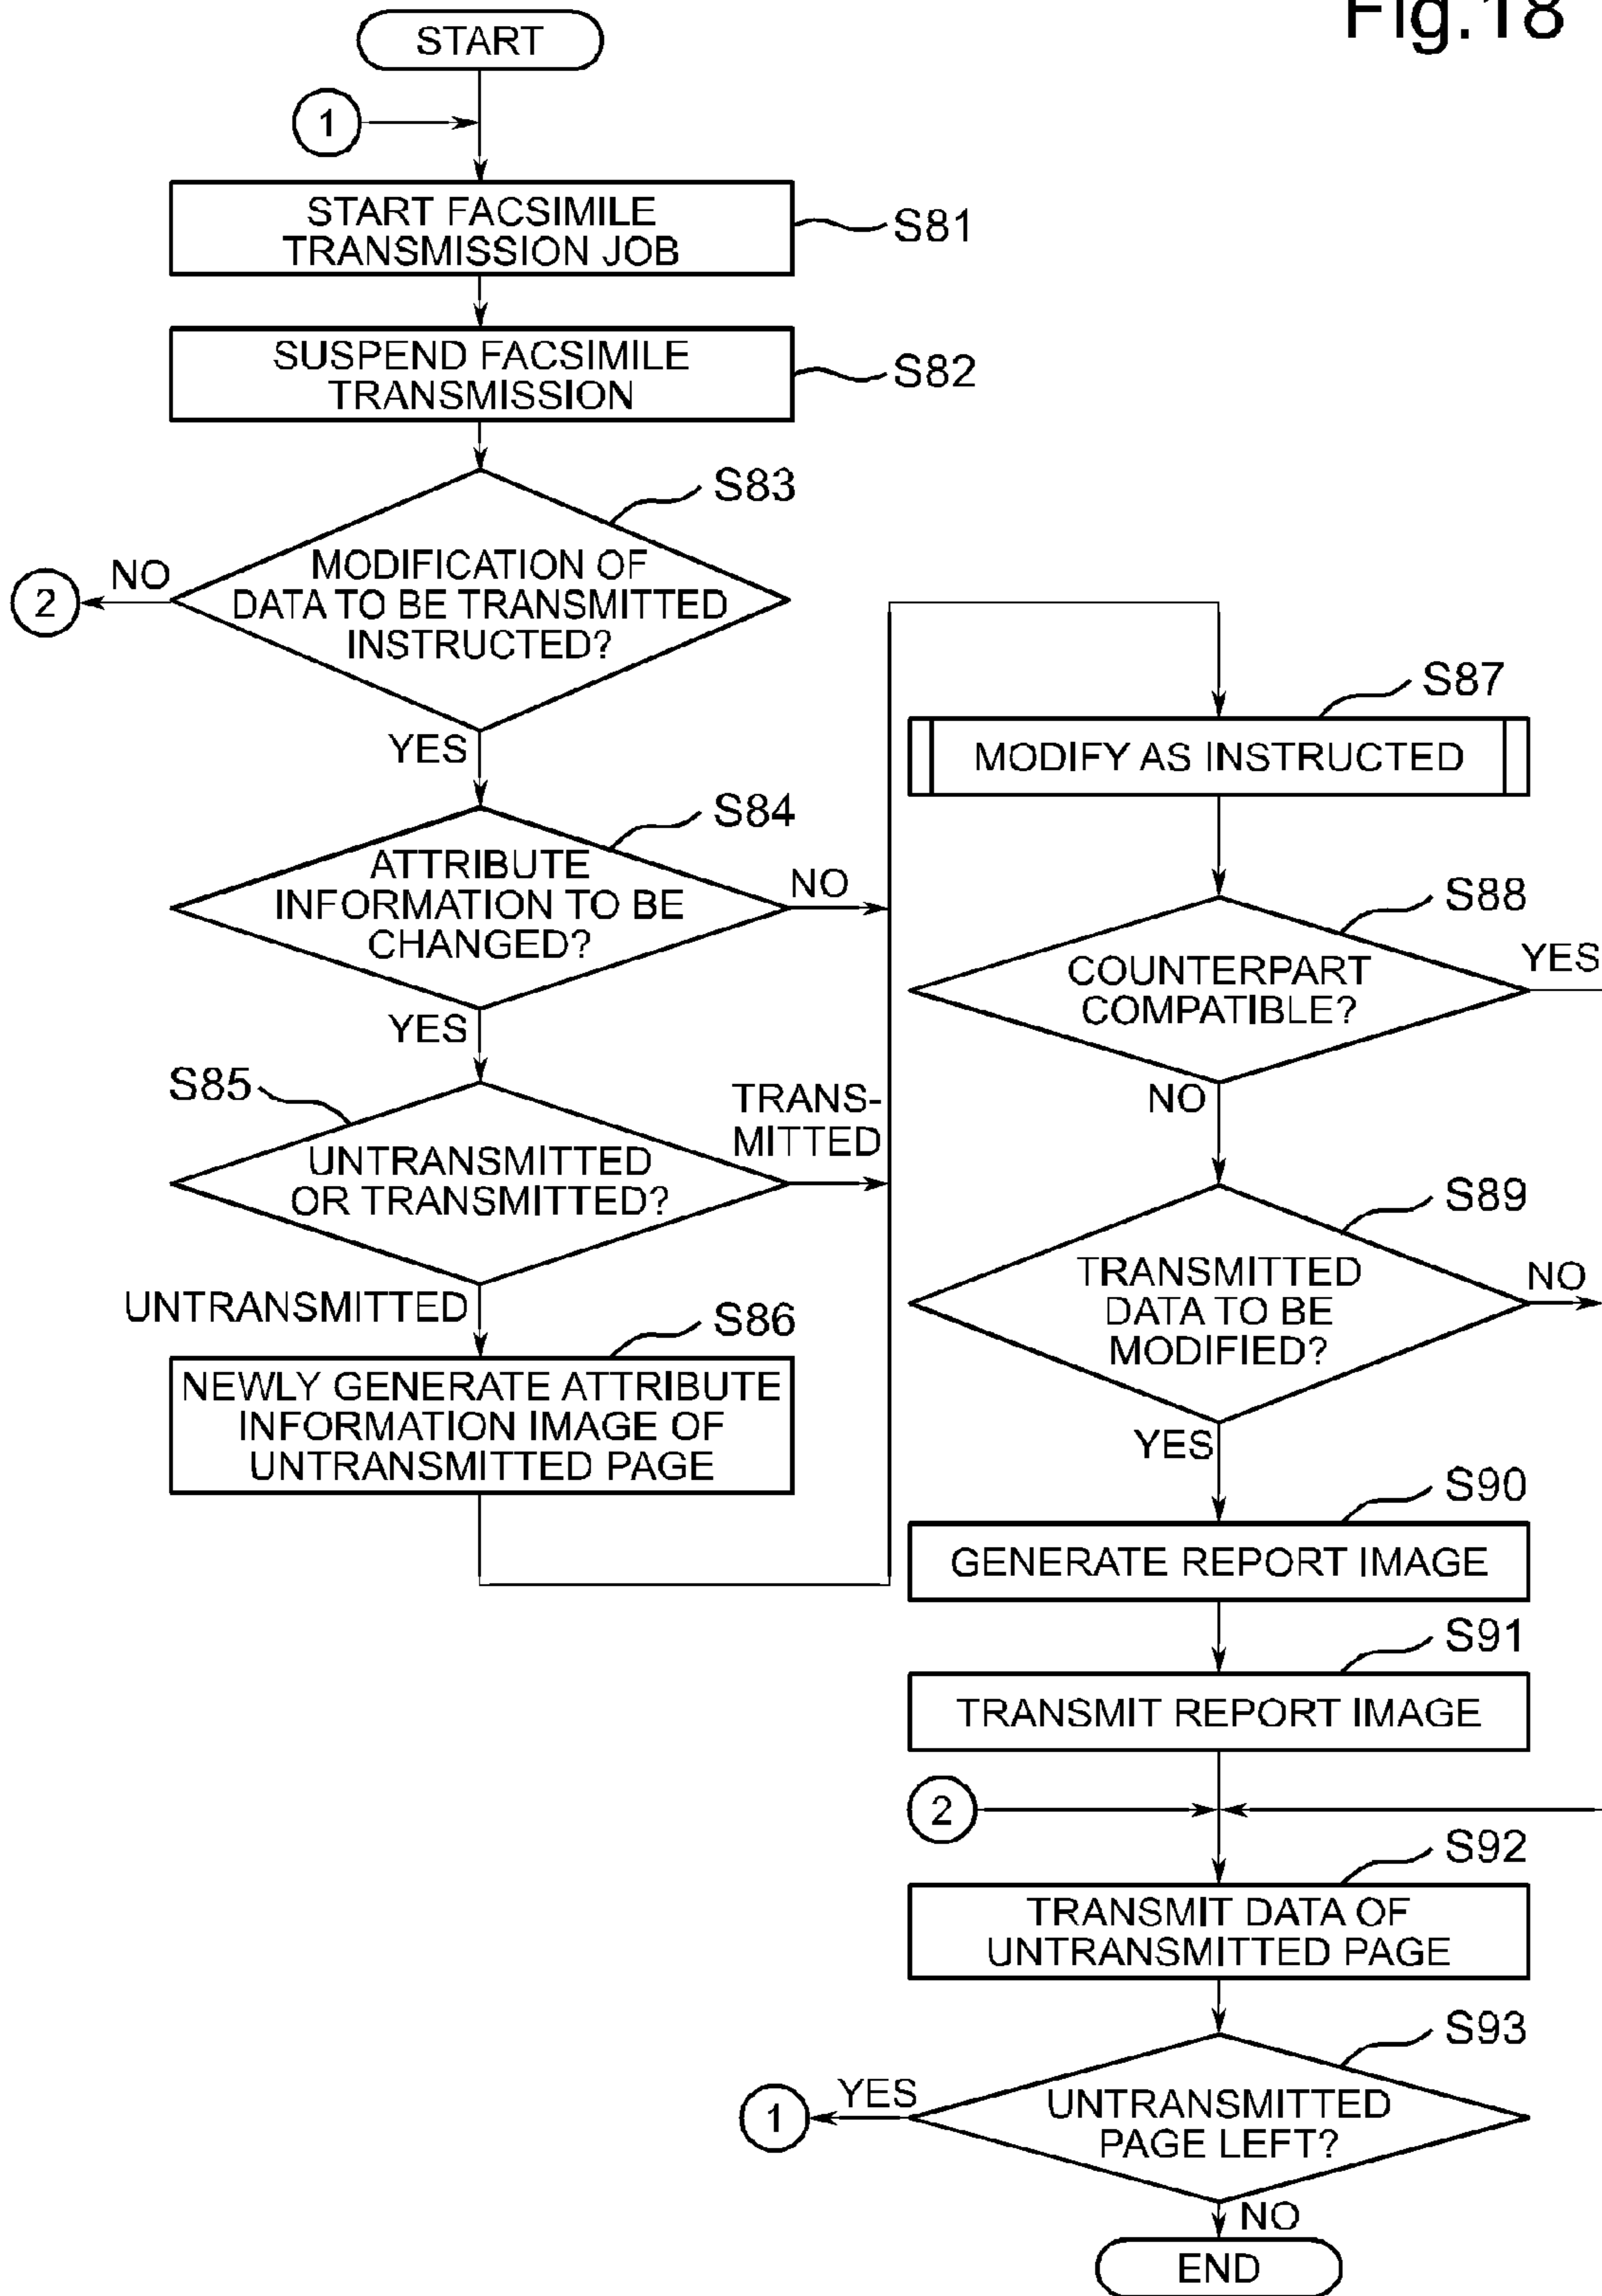 Fig.18
START
1
START FACSIMILE
TRANSMISSION JOB
S81
SUSPEND FACSIMILE
TRANSMISSION
S82
S83
MODIFICATION OF
DATA TO BE TRANSMITTED
INSTRUCTED?
NO
2
YES
S84
ATTRIBUTE
INFORMATION TO BE
CHANGED?
NO
YES
S85
UNTRANSMITTED
OR TRANSMITTED?
TRANS-
MITTED
UNTRANSMITTED
S86
NEWLY GENERATE ATTRIBUTE
INFORMATION IMAGE OF
UNTRANSMITTED PAGE
S87
MODIFY AS INSTRUCTED
S88
COUNTERPART
COMPATIBLE?
YES
NO
S89
TRANSMITTED
DATA TO BE
MODIFIED?
NO
YES
S90
GENERATE REPORT IMAGE
S91
TRANSMIT REPORT IMAGE
2
S92
TRANSMIT DATA OF
UNTRANSMITTED PAGE
S93
UNTRANSMITTED
PAGE LEFT?
YES
1
NO
END